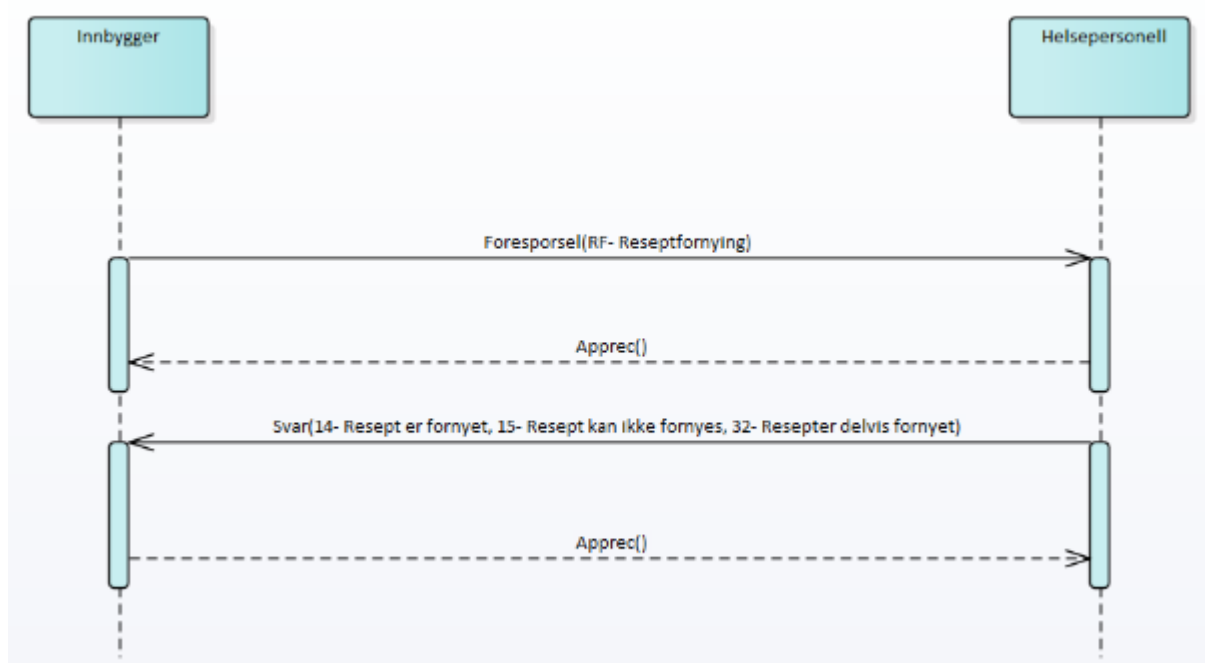 Innbygger
Helsepersonell
Foresporsel(RF- Reseptfornying)
Apprec()
Svar(14- Resept er fornyet, 15- Resept kan ikke fornyes, 32- Resepter delvis fornyet)
Apprec()